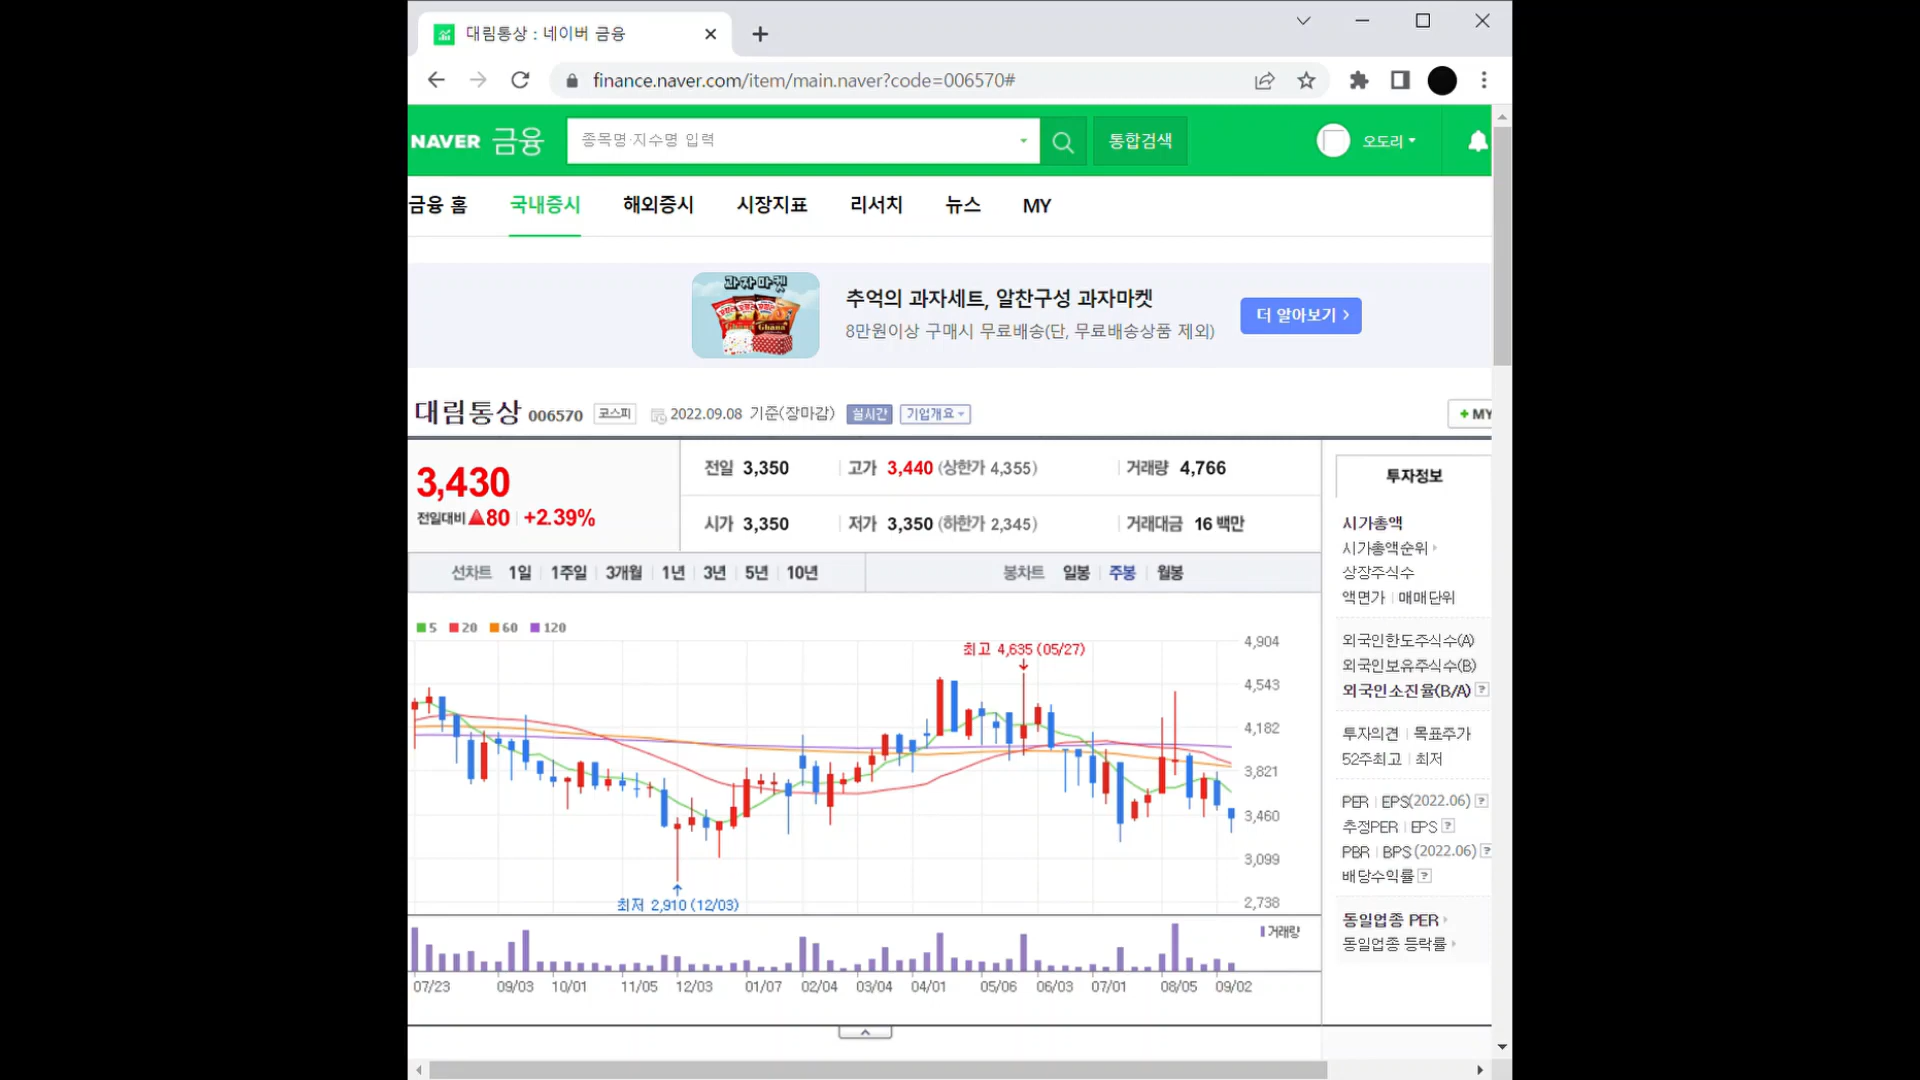 대림통상 : 네이버 금융
finance.naver.com/item/main.naver?code=006570#
NAVER 금융 종목명·지수명 입력 통합검색 오도리
금융 홈 국내증시 해외증시 시장지표 리서치 뉴스 MY
과자마켓
Ghana Ghana
추억의 과자세트, 알찬구성 과자마켓
8만원이상 구매시 무료배송(단, 무료배송상품 제외)
더 알아보기 >
대림통상 006570 코스피 2022.09.08 기준(장마감) 실시간 기업개요 + MY
3,430
전일대비 ▲80 +2.39%
전일 3,350 고가 3,440 (상한가 4,355) 거래량 4,766
시가 3,350 저가 3,350 (하한가 2,345) 거래대금 16 백만
선차트 1일 1주일 3개월 1년 3년 5년 10년 봉차트 일봉 주봉 월봉
5 20 60 120
최고 4,635 (05/27)
최저 2,910 (12/03)
4,904
4,543
4,182
3,821
3,460
3,099
2,738
거래량
07/23 09/03 10/01 11/05 12/03 01/07 02/04 03/04 04/01 05/06 06/03 07/01 08/05 09/02
투자정보
시가총액
시가총액순위
상장주식수
액면가 매매단위
외국인한도주식수(A)
외국인보유주식수(B)
외국인소진율(B/A) ?
투자의견 목표주가
52주최고 최저
PER EPS(2022.06) ?
추정PER EPS ?
PBR BPS (2022.06) ?
배당수익률 ?
동일업종 PER
동일업종 등락률